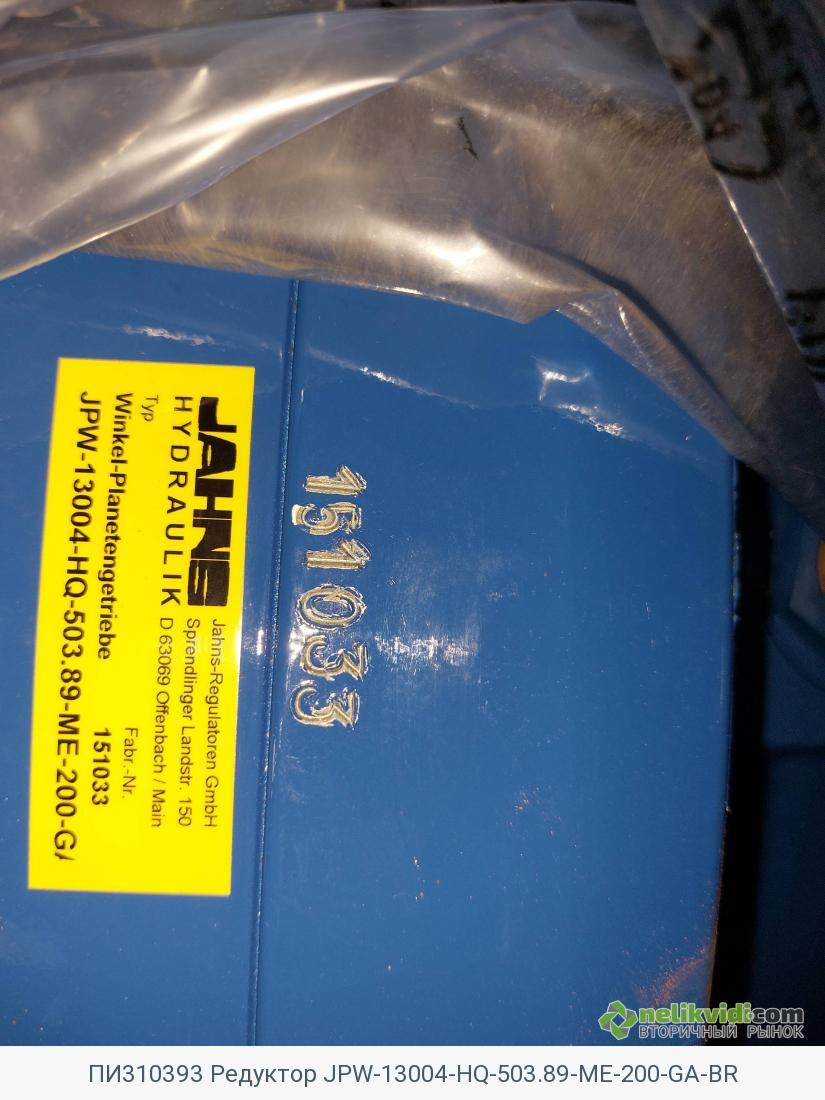 JAHNS
HYDRAULIK
Jahns-Regulatoren GmbH
Sprendlinger Landstr. 150
D 63069 Offenbach / Main
Typ
Fabr.-Nr.
Winkel-Planetengetriebe
151033
JPW-13004-HQ-503.89-ME-200-GA
151033
nelikvidi.com
ВТОРИЧНЫЙ РЫНОК
ПИ310393 Редуктор JPW-13004-HQ-503.89-ME-200-GA-BR